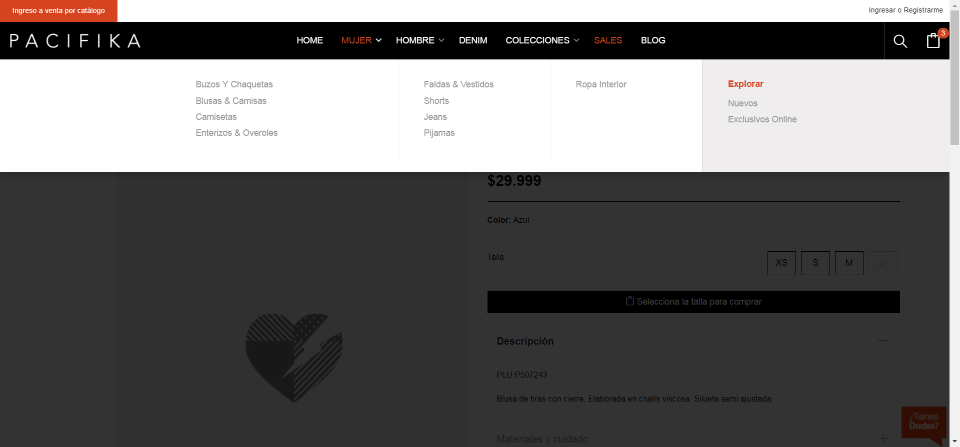 Ingreso a venta por catálogo
Ingresar o Registrarme
PACIFIKA
HOME MUJER HOMBRE DENIM COLECCIONES SALES BLOG
3
Buzos Y Chaquetas
Blusas & Camisas
Camisetas
Enterizos & Overoles
Faldas & Vestidos
Shorts
Jeans
Pijamas
Ropa Interior
Explorar
Nuevos
Exclusivos Online
$29.999
Color: Azul
Talla:
XS S M L
Selecciona la talla para comprar
Descripción
PLU:P507243
Blusa de tiras con cierre. Elaborada en challs viscosa. Silueta semi ajustada
¿Tienes
Dudas?
Materiales y cuidado